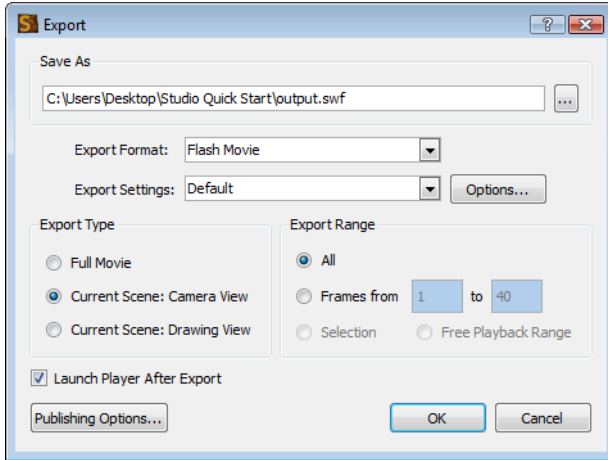 Export
Save As
C:\Users\Desktop\Studio Quick Start\output.swf
...
Export Format: Flash Movie
Export Settings: Default Options...
Export Type
Full Movie
Current Scene: Camera View
Current Scene: Drawing View
Export Range
All
Frames from 1 to 40
Selection Free Playback Range
Launch Player After Export
Publishing Options... OK Cancel